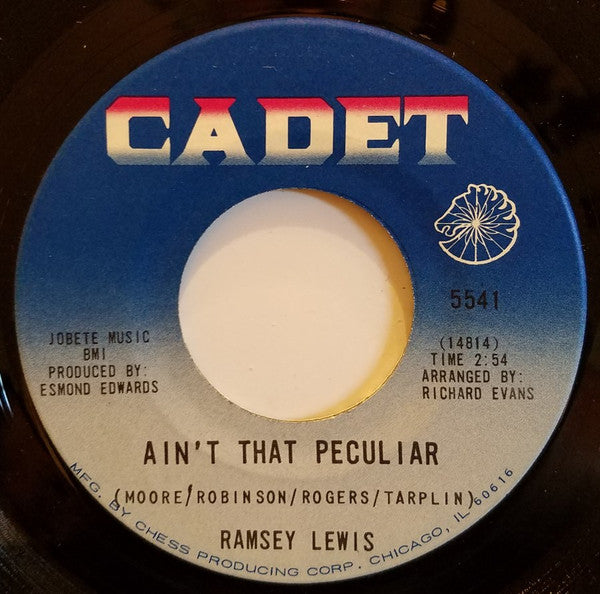 CADET
5541
JOBETE MUSIC
BMI
PRODUCED BY:
ESMOND EDWARDS
(14814)
TIME 2:54
ARRANGED BY:
RICHARD EVANS
AIN'T THAT PECULIAR
(MOORE/ROBINSON/ROGERS/TARPLIN)
RAMSEY LEWIS
MFG. BY CHESS PRODUCING CORP. CHICAGO, IL 60616